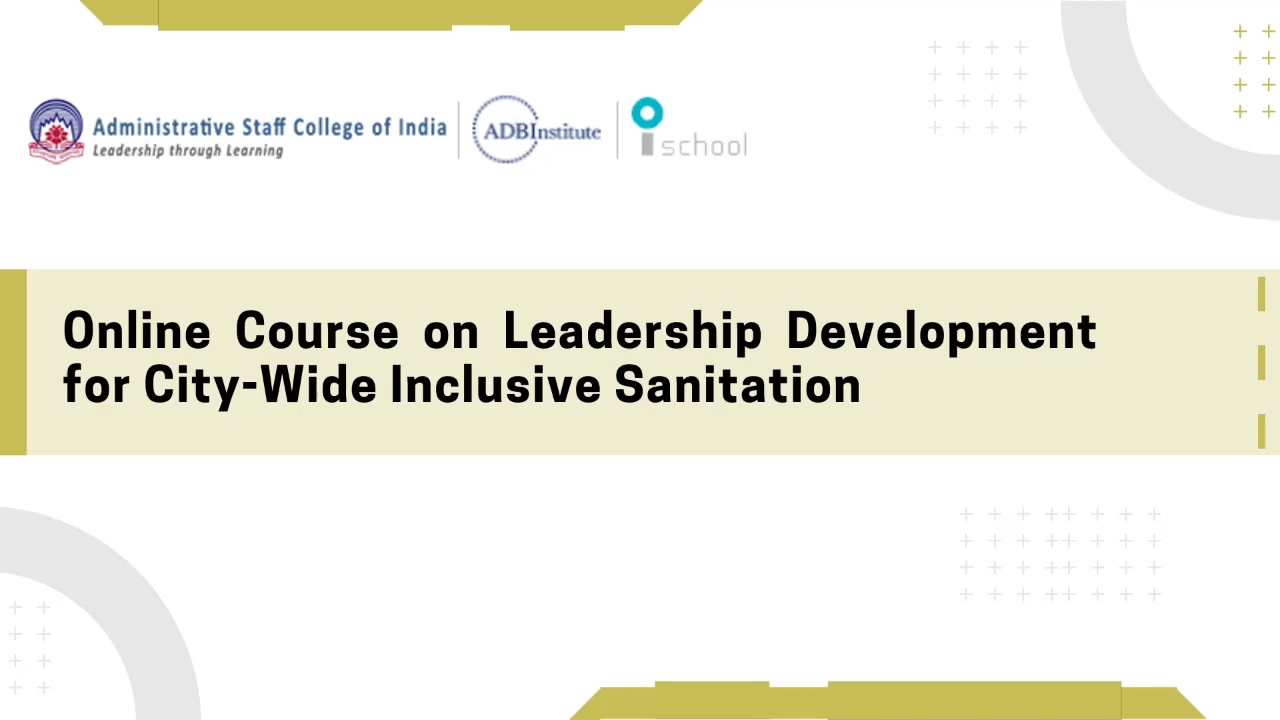 Administrative Staff College of India
Leadership through Learning
ADBInstitute
i school
Online Course on Leadership Development
for City-Wide Inclusive Sanitation